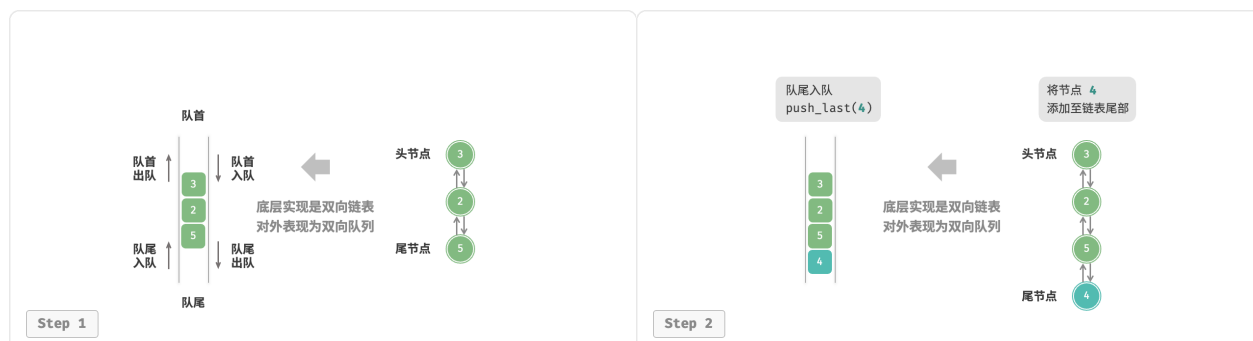 队首
队首
出队
队首
入队
3
2
5
队尾
入队
队尾
出队
队尾
底层实现是双向链表
对外表现为双向队列
头节点
3
2
尾节点
5
Step 1
队尾入队
push_last(4)
3
2
5
4
底层实现是双向链表
对外表现为双向队列
将节点 4
添加至链表尾部
头节点
3
2
5
尾节点
4
Step 2